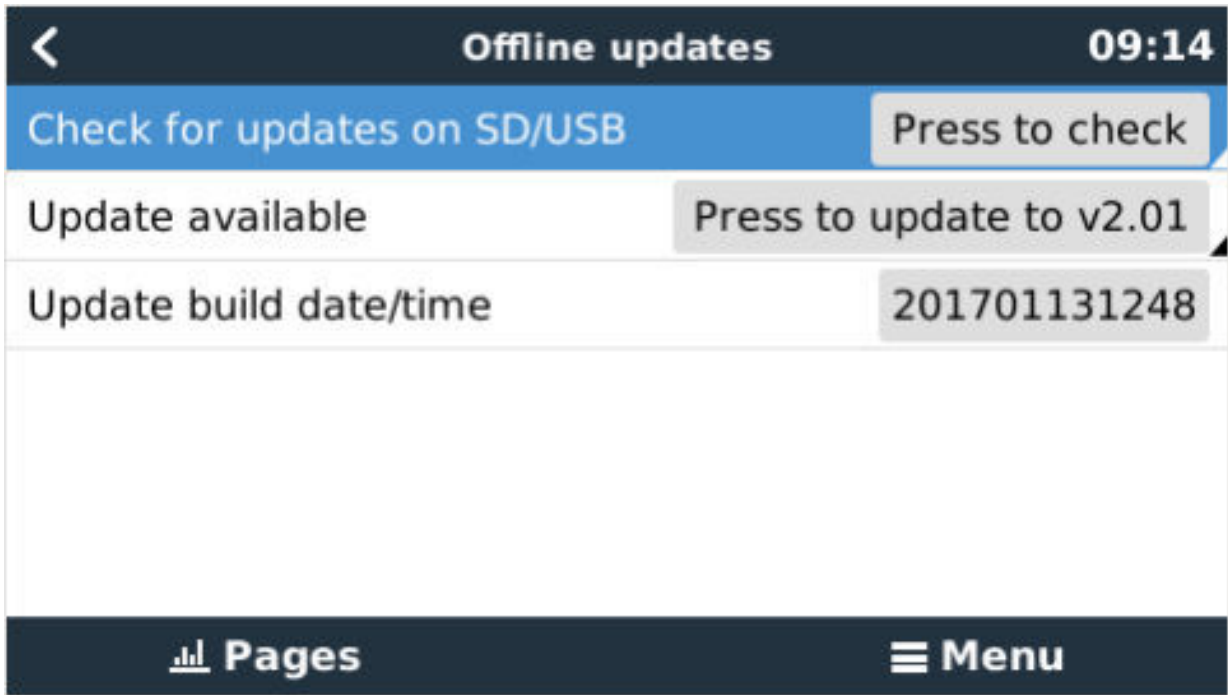 Offline updates 09:14
Check for updates on SD/USB Press to check
Update available Press to update to v2.01
Update build date/time 201701131248
Pages Menu